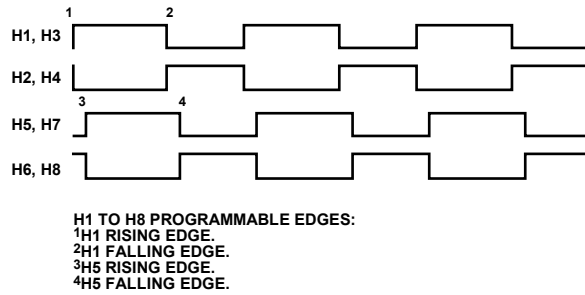 1 2
H1, H3
H2, H4
3 4
H5, H7
H6, H8
H1 TO H8 PROGRAMMABLE EDGES:
¹H1 RISING EDGE.
²H1 FALLING EDGE.
³H5 RISING EDGE.
⁴H5 FALLING EDGE.